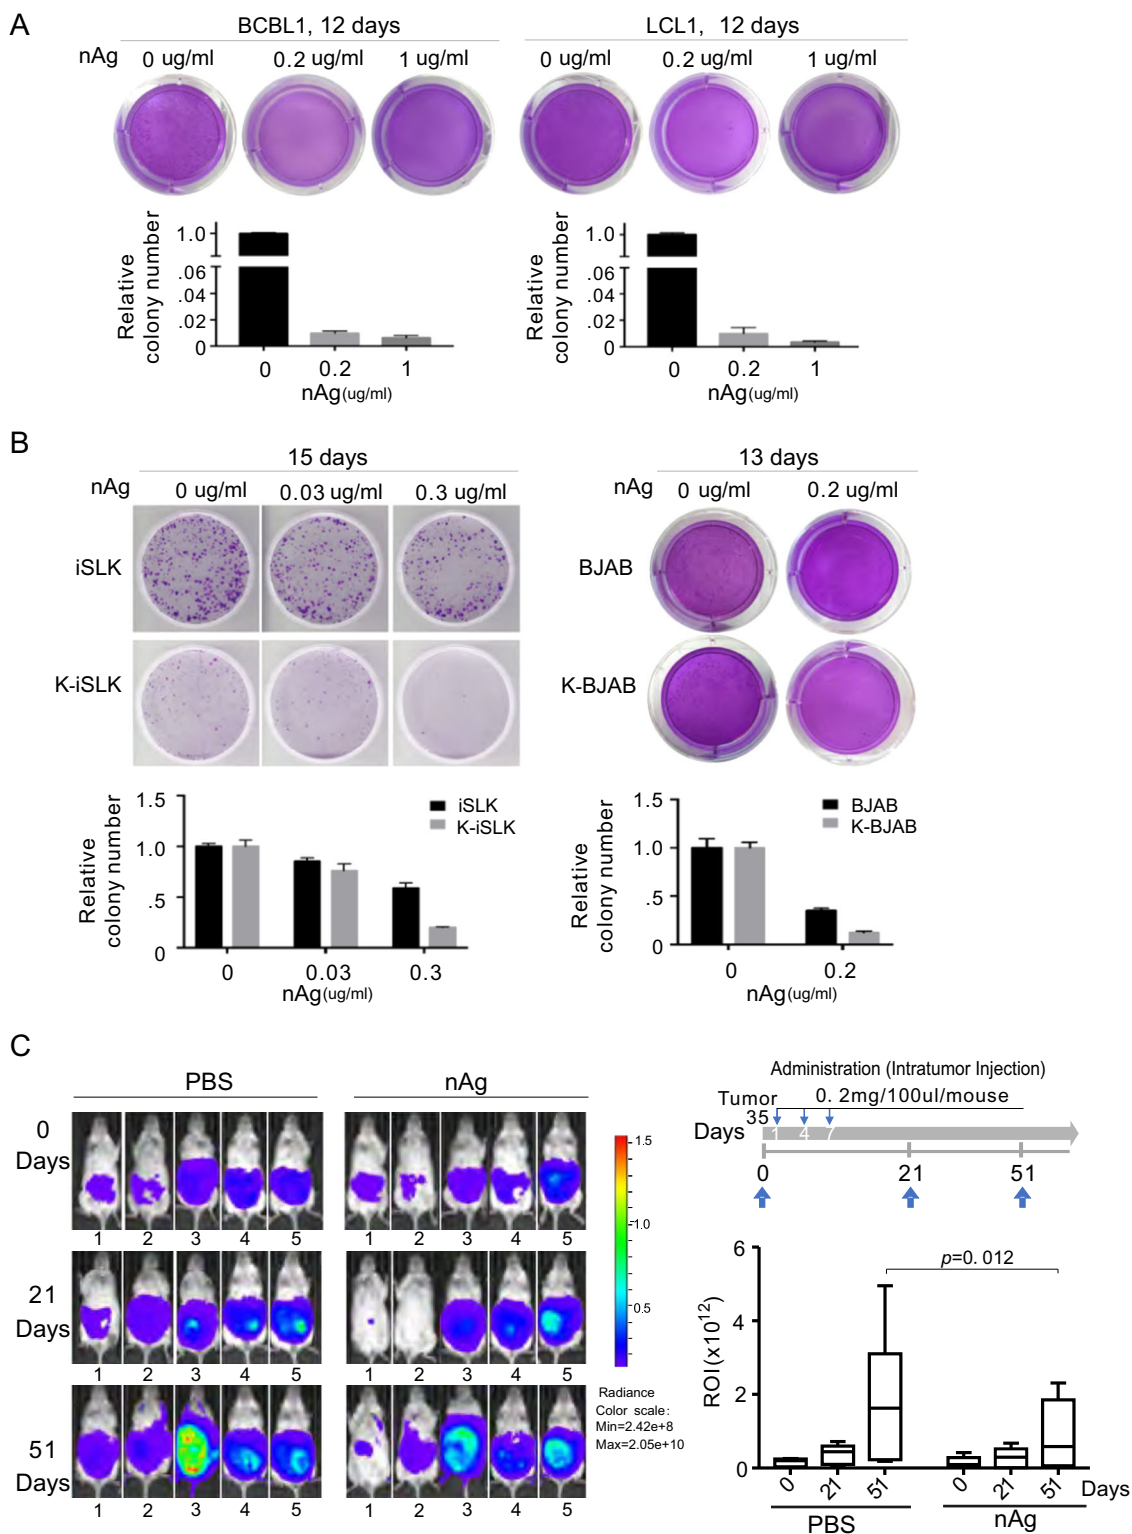 A
BCBL1, 12 days
LCL1, 12 days
nAg 0 ug/ml 0.2 ug/ml 1 ug/ml 0 ug/ml 0.2 ug/ml 1 ug/ml
Relative colony number
1.0
.06
.04
.02
0
0 0.2 1
nAg(ug/ml)
Relative colony number
1.0
.06
.04
.02
0
0 0.2 1
nAg(ug/ml)
B
15 days
nAg 0 ug/ml 0.03 ug/ml 0.3 ug/ml
iSLK
K-iSLK
13 days
nAg 0 ug/ml 0.2 ug/ml
BJAB
K-BJAB
Relative colony number
1.5
1.0
.5
0
iSLK
K-iSLK
0 0.03 0.3
nAg(ug/ml)
Relative colony number
1.5
1.0
.5
0
BJAB
K-BJAB
0 0.2
nAg(ug/ml)
C
PBS nAg
0 Days
1 2 3 4 5 1 2 3 4 5
21 Days
1 2 3 4 5 1 2 3 4 5
51 Days
1 2 3 4 5 1 2 3 4 5
1.5
1.0
0.5
Radiance
Color scale:
Min=2.42e+8
Max=2.05e+10
Administration (Intratumor Injection)
Tumor 0. 2mg/100ul/mouse
35
Days 1 4 7
0 21 51
ROI(x10¹²)
6
4
2
0
p=0. 012
0 21 51 0 21 51 Days
PBS nAg